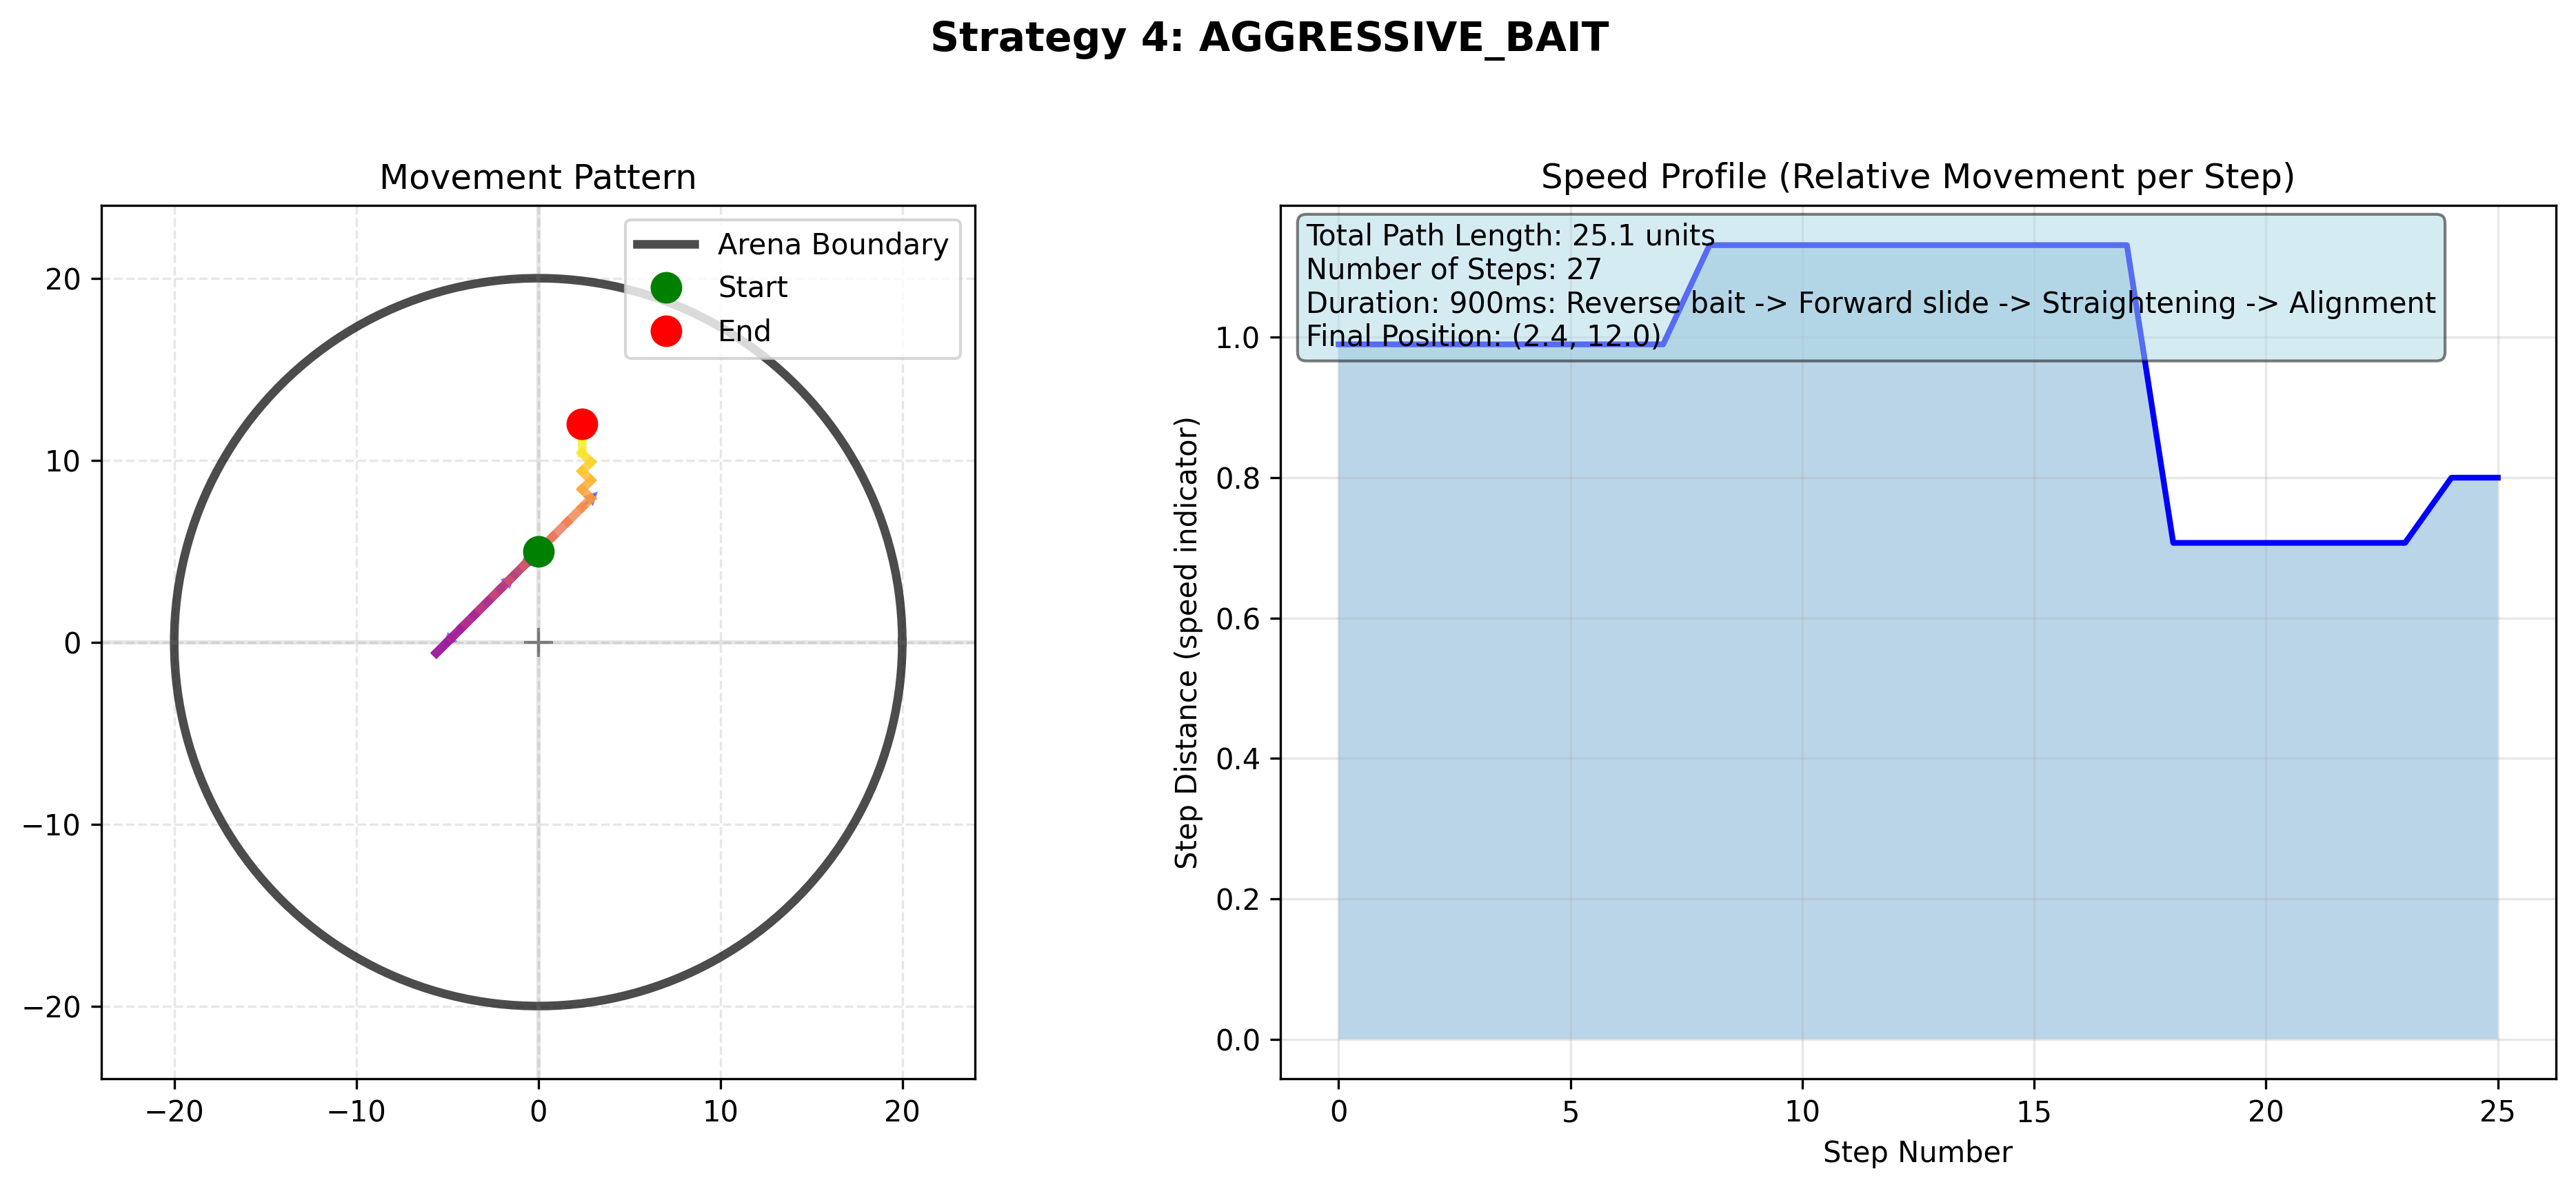 Strategy 4: AGGRESSIVE_BAIT
Movement Pattern
Arena Boundary
Start
End
20
10
0
−10
−20
−20
−10
0
10
20
Speed Profile (Relative Movement per Step)
Total Path Length: 25.1 units
Number of Steps: 27
Duration: 900ms: Reverse bait -> Forward slide -> Straightening -> Alignment
Final Position: (2.4, 12.0)
Step Distance (speed indicator)
1.0
0.8
0.6
0.4
0.2
0.0
0
5
10
15
20
25
Step Number